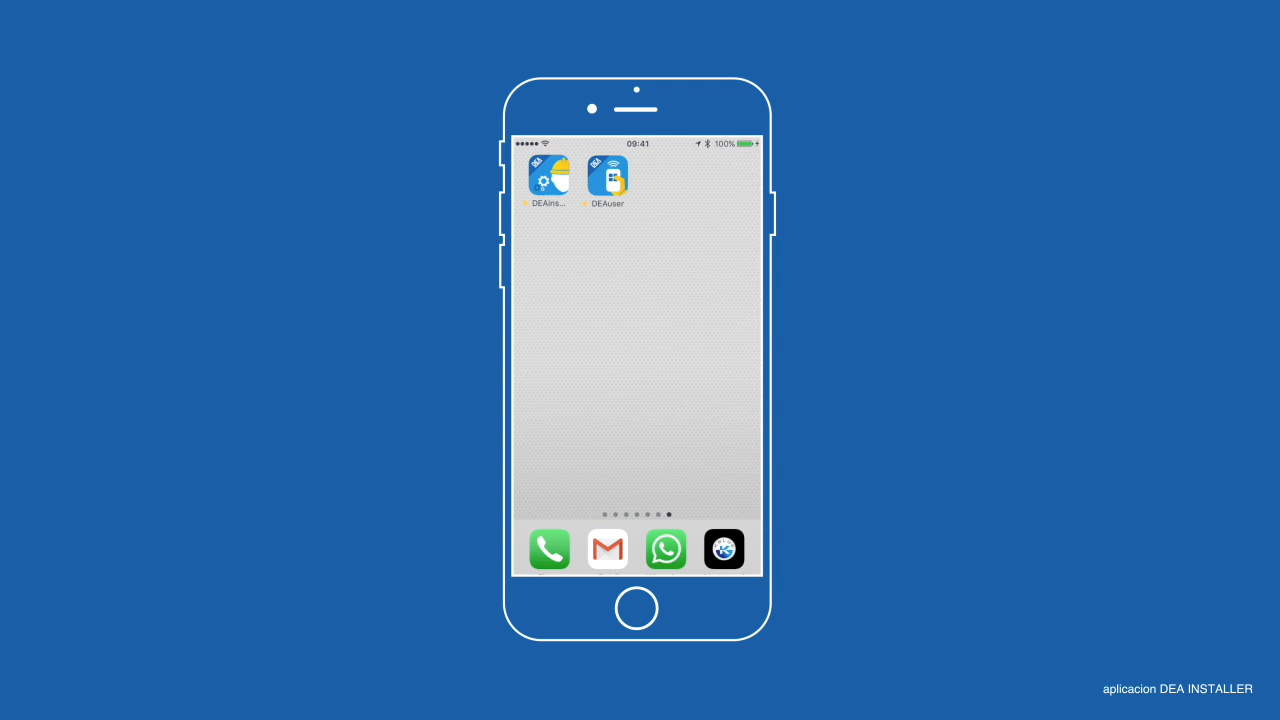 09:41
100%
DEA
DEA
DEAins...
DEAuser
aplicacion DEA INSTALLER